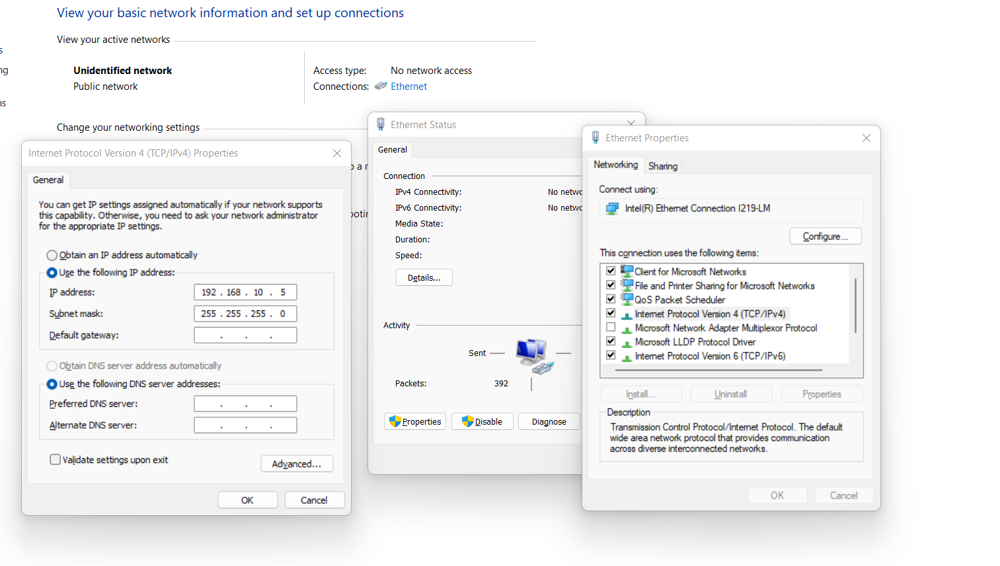 View your basic network information and set up connections
View your active networks
Unidentified network
Public network
Access type: No network access
Connections: Ethernet
Change your networking settings
Internet Protocol Version 4 (TCP/IPv4) Properties
General
You can get IP settings assigned automatically if your network supports
this capability. Otherwise, you need to ask your network administrator
for the appropriate IP settings.
Obtain an IP address automatically
Use the following IP address:
IP address: 192 . 168 . 10 . 5
Subnet mask: 255 . 255 . 255 . 0
Default gateway: . . .
Obtain DNS server address automatically
Use the following DNS server addresses:
Preferred DNS server: . . .
Alternate DNS server: . . .
Validate settings upon exit
Advanced...
OK Cancel
Ethernet Status
General
Connection
IPv4 Connectivity: No netwo
IPv6 Connectivity: No netwo
Media State:
Duration:
Speed:
Details...
Activity
Sent
Packets: 392
Properties Disable Diagnose
Ethernet Properties
Networking Sharing
Connect using:
Intel(R) Ethernet Connection I219-LM
Configure...
This connection uses the following items:
Client for Microsoft Networks
File and Printer Sharing for Microsoft Networks
QoS Packet Scheduler
Internet Protocol Version 4 (TCP/IPv4)
Microsoft Network Adapter Multiplexor Protocol
Microsoft LLDP Protocol Driver
Internet Protocol Version 6 (TCP/IPv6)
Install... Uninstall Properties
Description
Transmission Control Protocol/Internet Protocol. The default
wide area network protocol that provides communication
across diverse interconnected networks.
OK Cancel